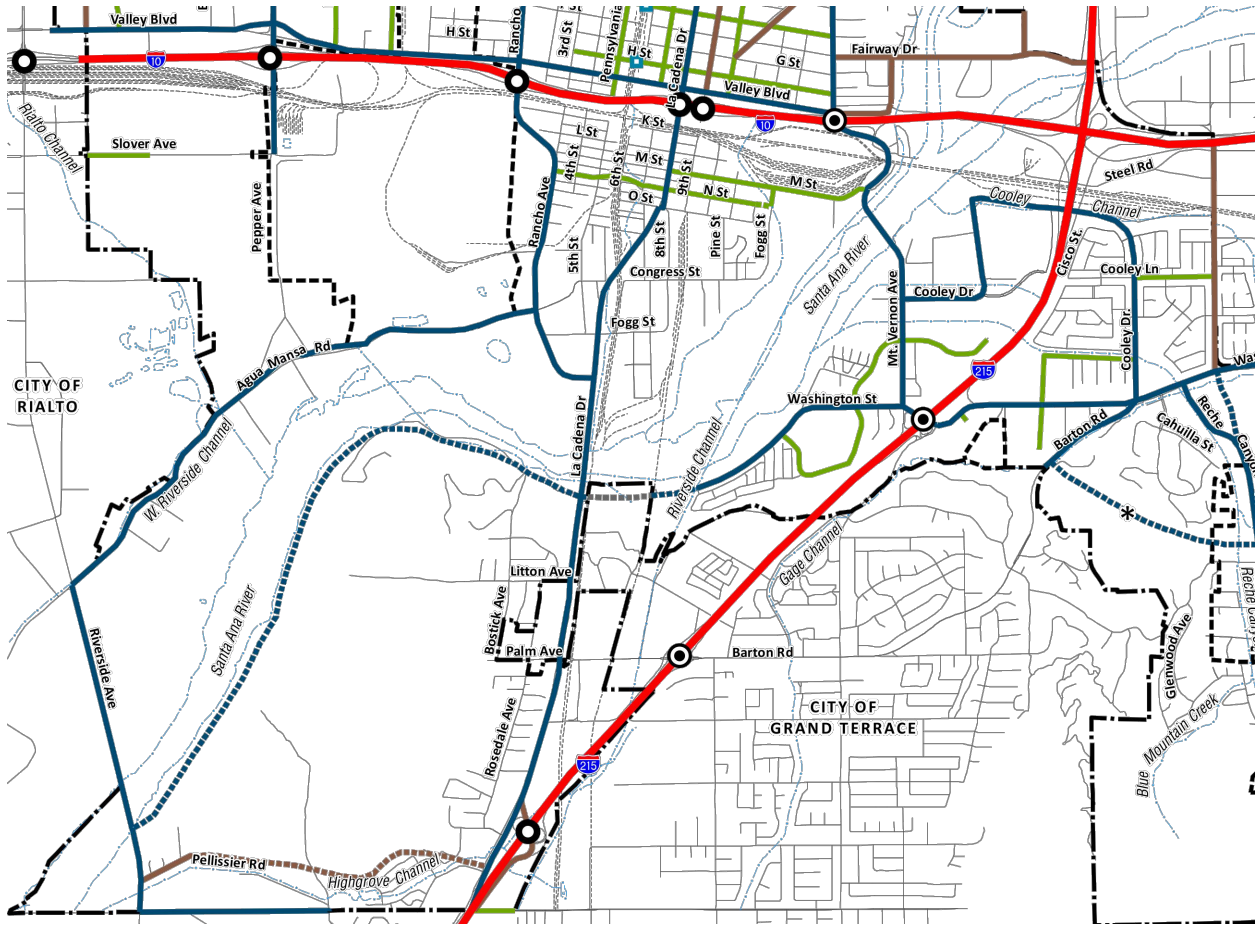 Valley Blvd
H St
Rancho
3rd St
Pennsylvania
H St
La Cadena Dr
G St
Mt
Fairway Dr
10
Valley Blvd
10
Rialto Channel
Slover Ave
K St
L St
M St
4th St
6th St
9th St
N St
M St
O St
Steel Rd
Cooley
Channel
Pepper Ave
Rancho Ave
5th St
8th St
Pine St
Fogg St
Congress St
Santa Ana River
Mt. Vernon Ave
Cisco St.
Cooley Ln
Cooley Dr
Cooley Dr.
Fogg St
Agua Mansa Rd
CITY OF
RIALTO
215
Washington St
La Cadena Dr
Barton Rd
Reche
Cahuilla St
W. Riverside Channel
Riverside Channel
*
Gage Channel
Litton Ave
Bostick Ave
Palm Ave
Barton Rd
Santa Ana River
Riverside Ave
Glenwood Ave
CITY OF
GRAND TERRACE
Rosedale Ave
215
Blue Mountain Creek
Pellissier Rd
Highgrove Channel